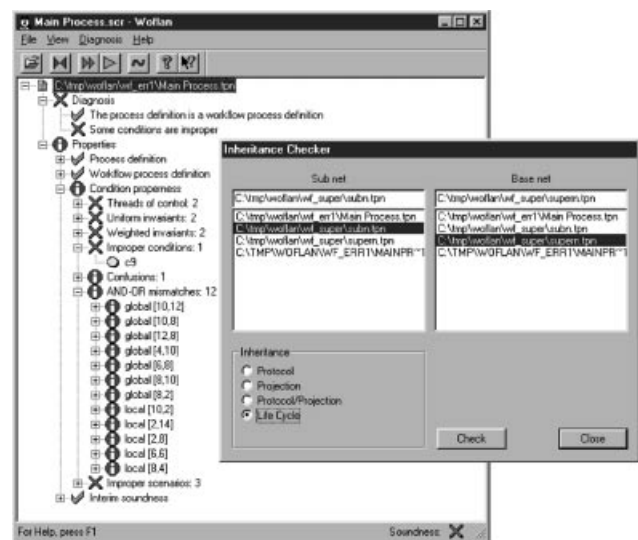 Main Process.scr - Woflan
File View Diagnosis Help
C:\tmp\woflan\wf_err1\Main Process.tpn
Diagnosis
The process definition is a workflow process definition
Some conditions are improper
Properties
Process definition
Workflow process definition
Condition properness
Threads of control: 2
Uniform invariants: 2
Weighted invariants: 2
Improper conditions: 1
c9
Confusions: 1
AND-OR mismatches: 12
global [10,12]
global [10,8]
global [12,8]
global [4,10]
global [6,8]
global [8,10]
global [8,2]
local [10,2]
local [2,14]
local [2,8]
local [6,6]
local [8,4]
Improper scenarios: 3
Interim soundness
For Help, press F1
Soundness:
Inheritance Checker
Sub net
C:\tmp\woflan\wf_super\subn.tpn
C:\tmp\woflan\wf_err1\Main Process.tpn
C:\tmp\woflan\wf_super\subn.tpn
C:\tmp\woflan\wf_super\supern.tpn
C:\TMP\WOFLAN\WF_ERR1\MAINPR~1
Base net
C:\tmp\woflan\wf_super\supern.tpn
C:\tmp\woflan\wf_err1\Main Process.tpn
C:\tmp\woflan\wf_super\subn.tpn
C:\tmp\woflan\wf_super\supern.tpn
C:\TMP\WOFLAN\WF_ERR1\MAINPR~1
Inheritance
Protocol
Projection
Protocol/Projection
Life Cycle
Check
Close